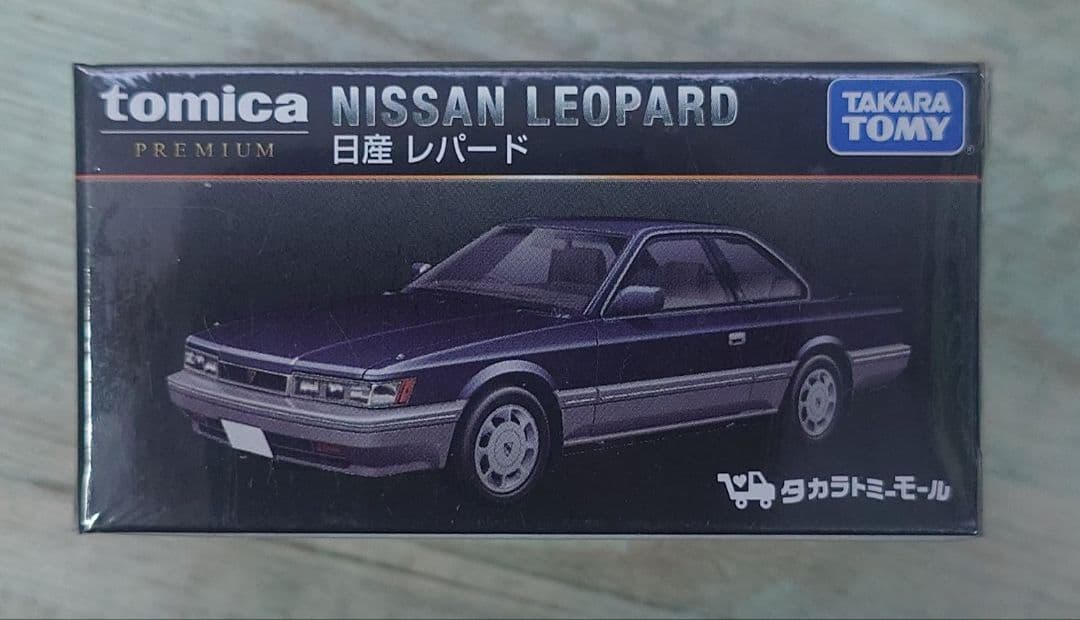 tomica
PREMIUM
NISSAN LEOPARD
日産 レパード
TAKARA
TOMY
®
タカラトミーモール